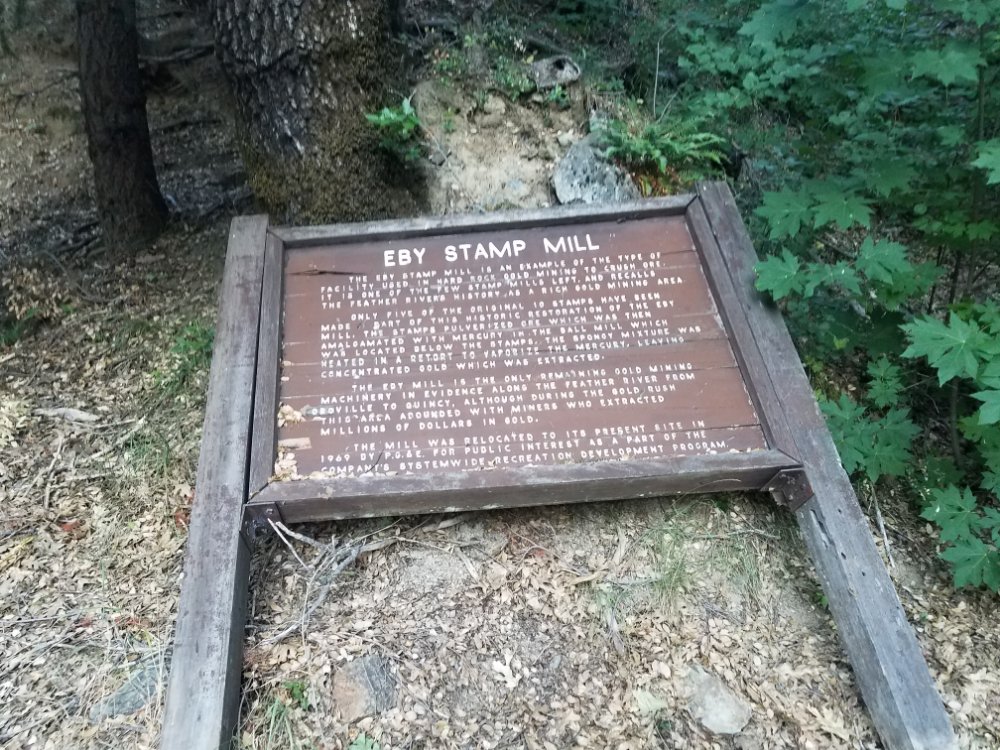 EBY STAMP MILL
THE EBY STAMP MILL IS AN EXAMPLE OF THE TYPE OF
FACILITY USED IN HARD ROCK GOLD MINING TO CRUSH ORE.
IT IS ONE OF THE FEW STAMP MILLS LEFT AND RECALLS
THE FEATHER RIVERS HISTORY AS A RICH GOLD MINING AREA
ONLY FIVE OF THE ORIGINAL 10 STAMPS HAVE BEEN
MADE A PART OF THIS HISTORIC RESTORATION OF THE EBY
MILL. THE STAMPS PULVERIZED ORE WHICH WAS THEN
AMALGAMATED WITH MERCURY IN THE BALL MILL WHICH
WAS LOCATED BELOW THE STAMPS. THE SPONGY MIXTURE WAS
HEATED IN A RETORT TO VAPORIZE THE MERCURY, LEAVING
CONCENTRATED GOLD WHICH WAS EXTRACTED.
THE EBY MILL IS THE ONLY REMAINING GOLD MINING
MACHINERY IN EVIDENCE ALONG THE FEATHER RIVER FROM
OROVILLE TO QUINCY, ALTHOUGH DURING THE GOLD RUSH
THIS AREA ABOUNDED WITH MINERS WHO EXTRACTED
MILLIONS OF DOLLARS IN GOLD.
THE MILL WAS RELOCATED TO ITS PRESENT SITE IN
1969 BY P.G.&E. FOR PUBLIC INTEREST AS A PART OF THE
COMPANY'S SYSTEMWIDE RECREATION DEVELOPMENT PROGRAM.